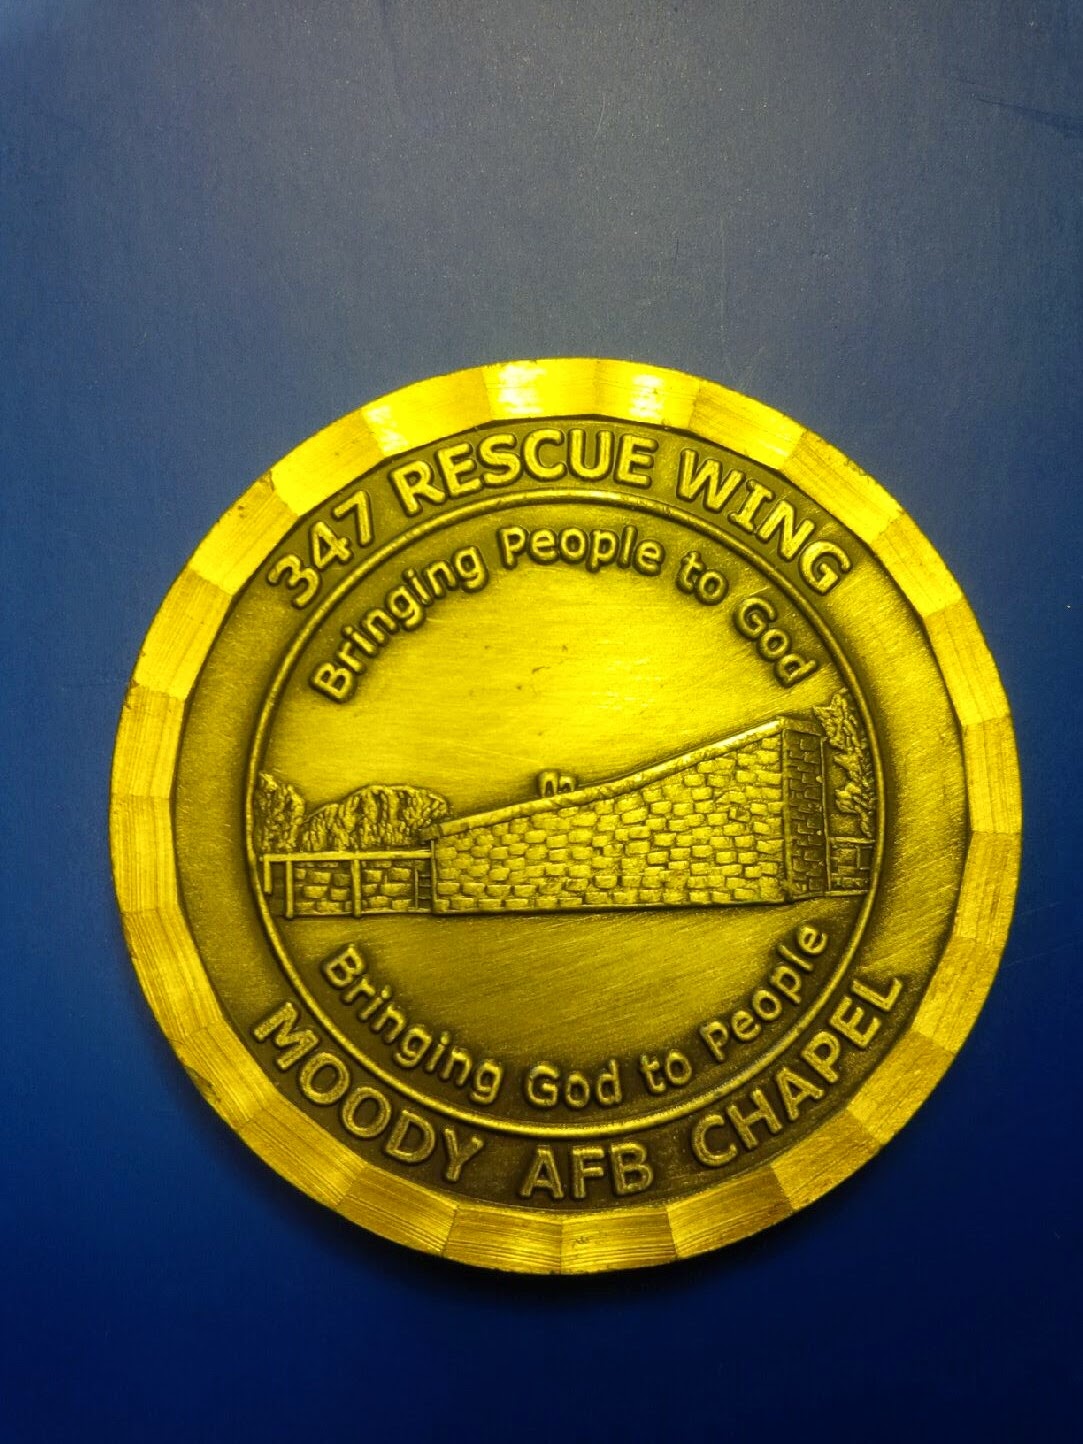 347 RESCUE WING
Bringing People to God
Bringing God to People
MOODY AFB CHAPEL